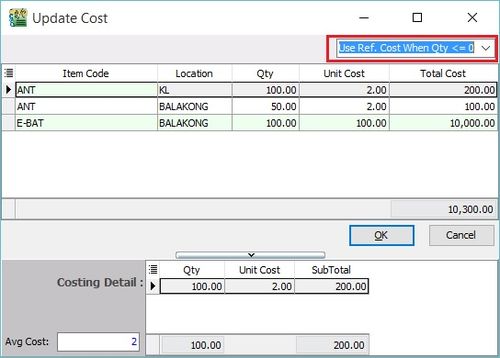 Update Cost
Use Ref. Cost When Qty <= 0
Item Code Location Qty Unit Cost Total Cost
ANT KL 100.00 2.00 200.00
ANT BALAKONG 50.00 2.00 100.00
E-BAT BALAKONG 100.00 100.00 10,000.00
10,300.00
OK Cancel
Costing Detail :
Qty Unit Cost SubTotal
100.00 2.00 200.00
Avg Cost: 2
100.00 200.00